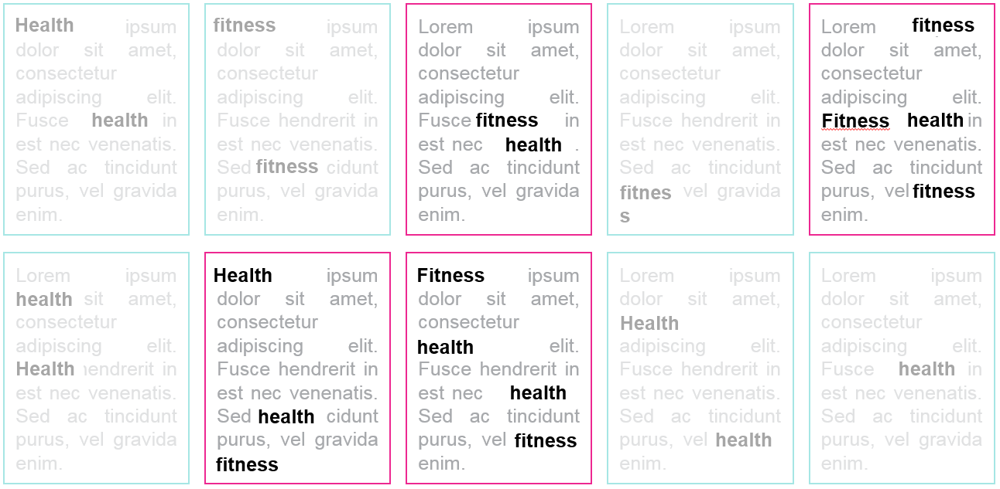 Health ipsum
dolor sit amet,
consectetur
adipiscing elit.
Fusce health in
est nec venenatis.
Sed ac tincidunt
purus, vel gravida
enim.
fitness ipsum
dolor sit amet,
consectetur
adipiscing elit.
Fusce hendrerit in
est nec venenatis.
Sed fitness cidunt
purus, vel gravida
enim.
Lorem ipsum
dolor sit amet,
consectetur
adipiscing elit.
Fusce fitness in
est nec health .
Sed ac tincidunt
purus, vel gravida
enim.
Lorem ipsum
dolor sit amet,
consectetur
adipiscing elit.
Fusce hendrerit in
est nec venenatis.
Sed ac tincidunt
fitnes vel gravida
s
Lorem fitness
dolor sit amet,
consectetur
adipiscing elit.
Fitness health in
est nec venenatis.
Sed ac tincidunt
purus, vel fitness
enim.
Lorem ipsum
health sit amet,
consectetur
adipiscing elit.
Health hendrerit in
est nec venenatis.
Sed ac tincidunt
purus, vel gravida
enim.
Health ipsum
dolor sit amet,
consectetur
adipiscing elit.
Fusce hendrerit in
est nec venenatis.
Sed health cidunt
purus, vel gravida
fitness
Fitness ipsum
dolor sit amet,
consectetur
health elit.
Fusce hendrerit in
est nec health
Sed ac tincidunt
purus, vel fitness
enim.
Lorem ipsum
dolor sit amet,
Health
adipiscing elit.
Fusce hendrerit in
est nec venenatis.
Sed ac tincidunt
purus, vel health
enim.
Lorem ipsum
dolor sit amet,
consectetur
adipiscing elit.
Fusce health in
est nec venenatis.
Sed ac tincidunt
purus, vel gravida
enim.